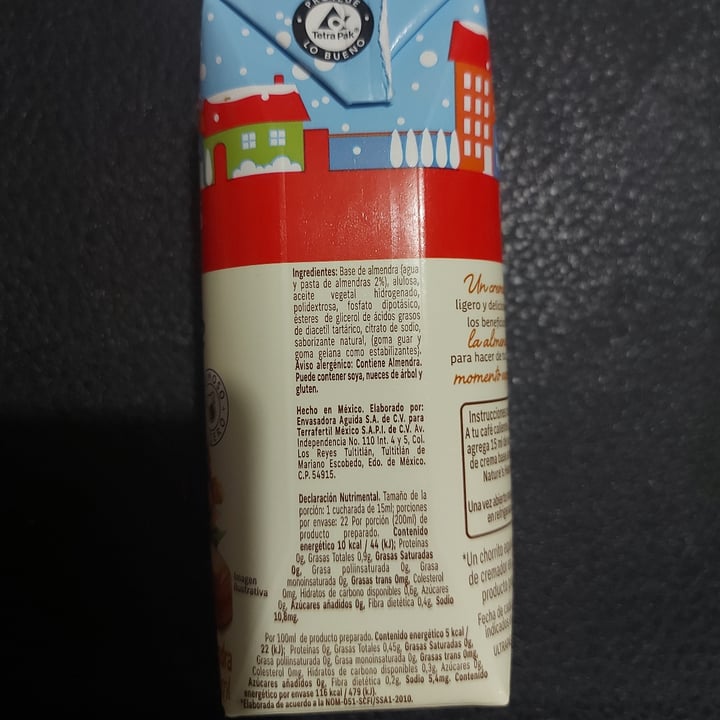 PROTEGE
Tetra Pak®
LO BUENO
Ingredientes: Base de almendra (agua
y pasta de almendras 2%), alulosa,
aceite vegetal hidrogenado,
polidextrosa, fosfato dipotásico,
ésteres de glicerol de ácidos grasos
de diacetil tartárico, citrato de sodio,
saborizante natural, (goma guar y
goma gelana como estabilizantes).
Aviso alergénico: Contiene Almendra.
Puede contener soya, nueces de árbol y
gluten.
Hecho en México. Elaborado por:
Envasadora Aguida S.A. de C.V. para
Terrafertil México S.A.P.I. de C.V. Av.
Independencia No. 110 Int. 4 y 5, Col.
Los Reyes Tultitlán, Tultitlán de
Mariano Escobedo, Edo. de México.
C.P. 54915.
Declaración Nutrimental. Tamaño de la
porción: 1 cucharada de 15ml; porciones
por envase: 22 Por porción (200ml) de
producto preparado. Contenido
energético 10 kcal / 44 (kJ); Proteínas
0g, Grasas Totales 0,9g, Grasas Saturadas
0g, Grasa poliinsaturada 0g, Grasa
monoinsaturada 0g, Grasas trans 0mg, Colesterol
0mg, Hidratos de carbono disponibles 0,6g, Azúcares
0g, Azúcares añadidos 0g, Fibra dietética 0,4g, Sodio
10,8mg.
Por 100ml de producto preparado. Contenido energético 5 kcal /
22 (kJ); Proteínas 0g, Grasas Totales 0,45g, Grasas Saturadas 0g,
Grasa poliinsaturada 0g, Grasa monoinsaturada 0g, Grasas trans 0mg,
Colesterol 0mg, Hidratos de carbono disponibles 0,3g, Azúcares 0g,
Azúcares añadidos 0g, Fibra dietética 0,2g, Sodio 5,4mg. Contenido
energético por envase 116 kcal / 479 (kJ).
*Elaborada de acuerdo a la NOM-051-SCFI/SSA1-2010.
Un
ligero y
los
la
para hacer de
momento
Instrucciones
A tu café
agrega 15 ml
de crema
Nature's
Una vez
en
*Un chorrito
de cremador
producto
Fecha de
indicados
Imagen
ilustrativa